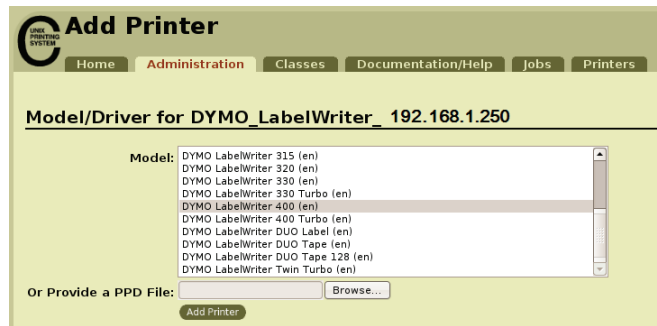 UNIX
PRINTING
SYSTEM
Add Printer
Home Administration Classes Documentation/Help Jobs Printers
Model/Driver for DYMO_LabelWriter_ 192.168.1.250
Model:
DYMO LabelWriter 315 (en)
DYMO LabelWriter 320 (en)
DYMO LabelWriter 330 (en)
DYMO LabelWriter 330 Turbo (en)
DYMO LabelWriter 400 (en)
DYMO LabelWriter 400 Turbo (en)
DYMO LabelWriter DUO Label (en)
DYMO LabelWriter DUO Tape (en)
DYMO LabelWriter DUO Tape 128 (en)
DYMO LabelWriter Twin Turbo (en)
Or Provide a PPD File: Browse...
Add Printer